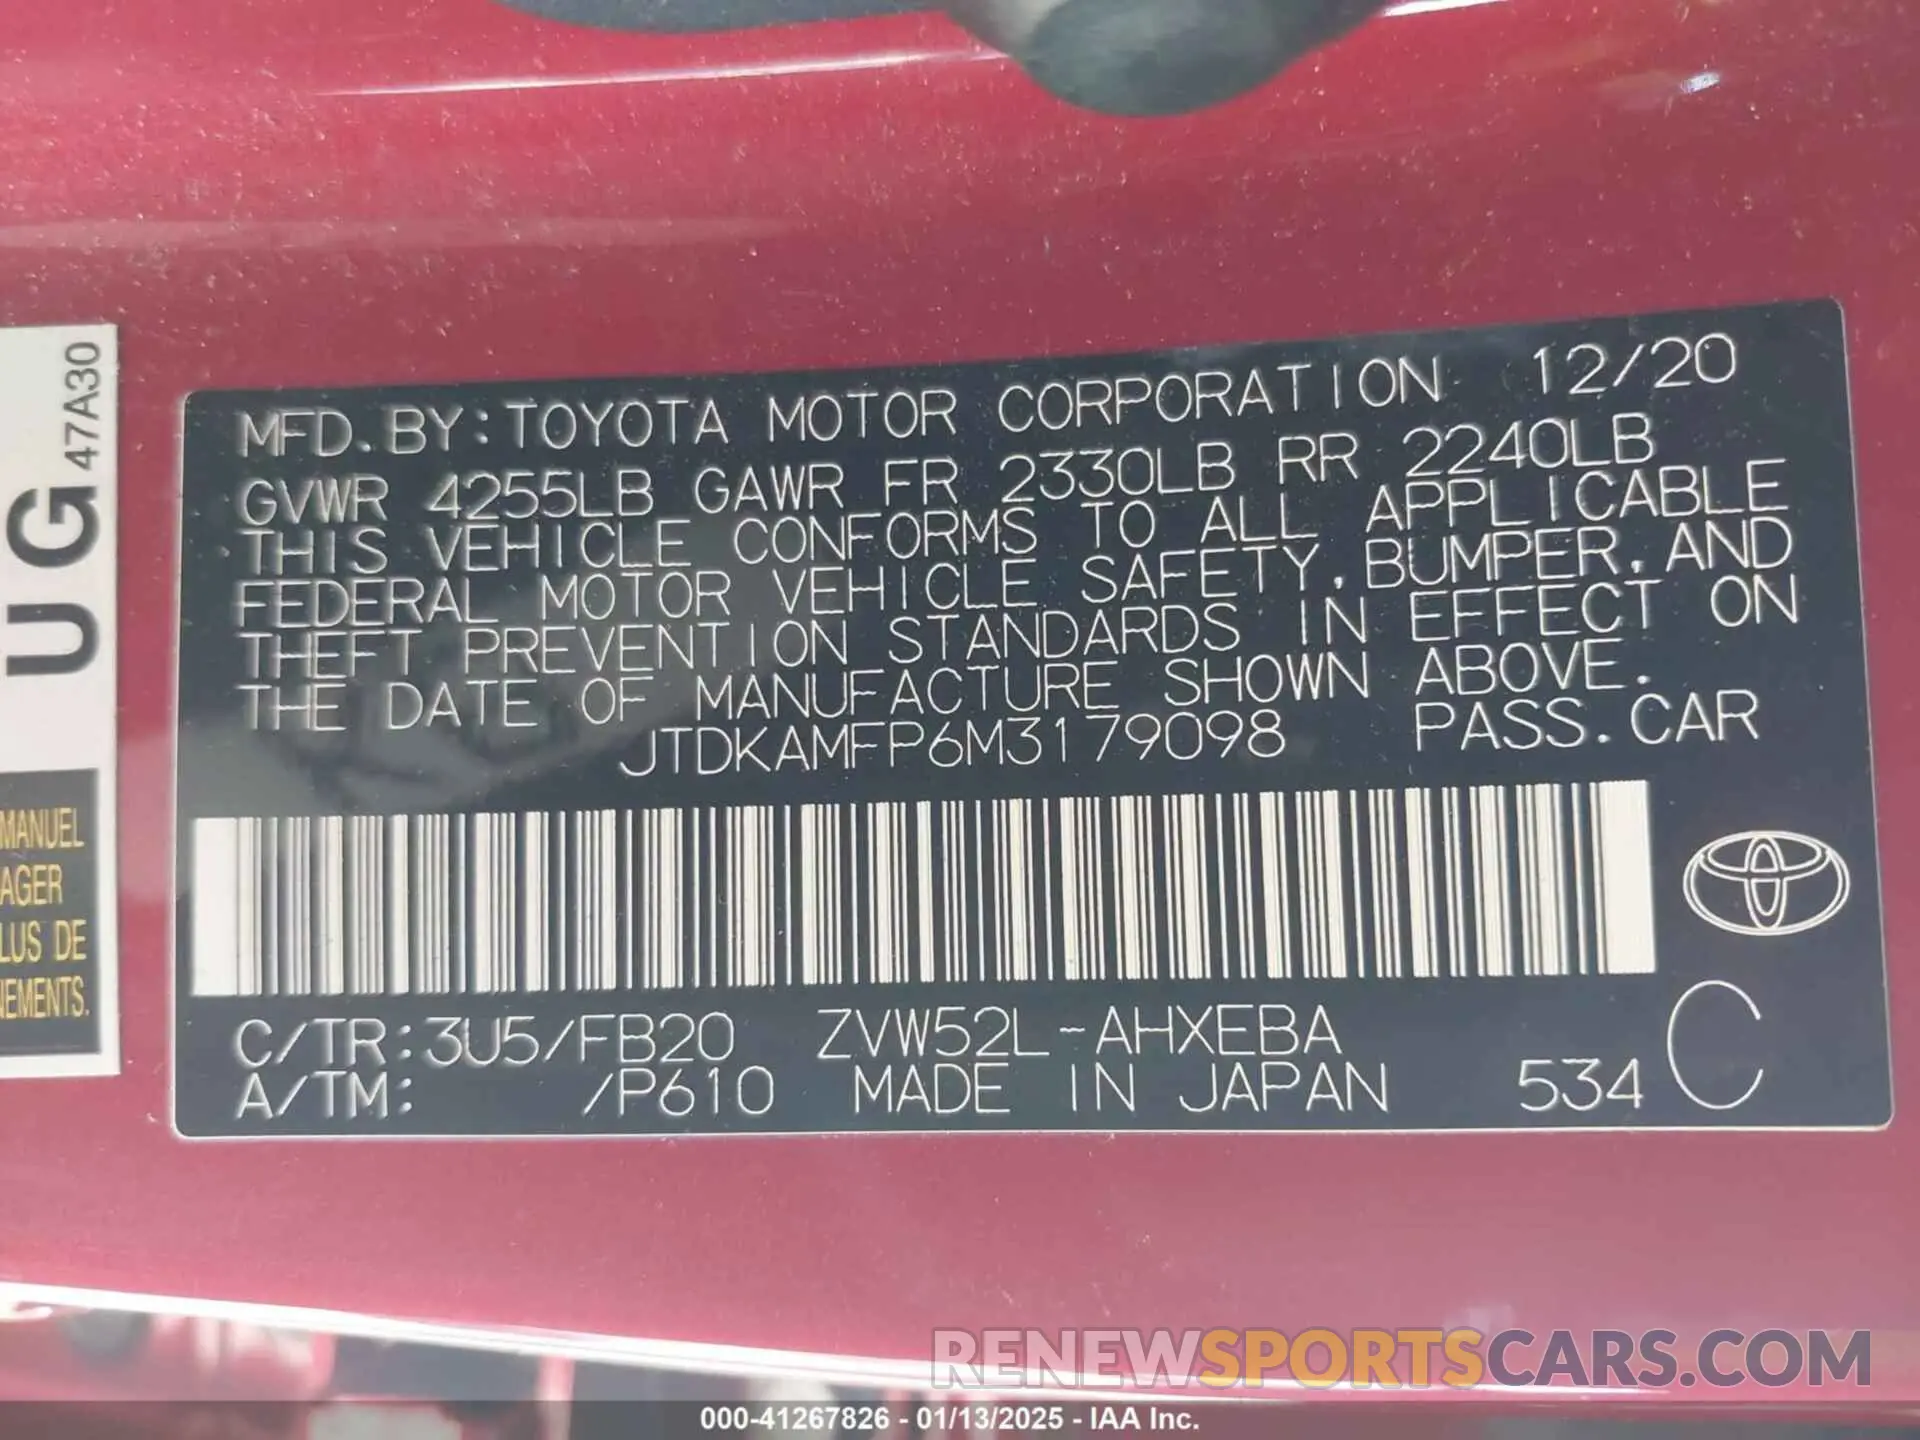 47A30
UG
MANUEL
AGER
LUS DE
NEMENTS.
MFD. BY: TOYOTA MOTOR CORPORATION 12/20
GVWR 4255LB GAWR FR 2330LB RR 2240LB
THIS VEHICLE CONFORMS TO ALL APPLICABLE
FEDERAL MOTOR VEHICLE SAFETY, BUMPER, AND
THEFT PREVENTION STANDARDS IN EFFECT ON
THE DATE OF MANUFACTURE SHOWN ABOVE.
JTDKAMFP6M3179098 PASS. CAR
C/TR: 3U5/FB20 ZVW52L-AHXEBA C
A/TM: /P610 MADE IN JAPAN 534
RENEWSPORTSCARS.COM
000-41267826 - 01/13/2025 - IAA Inc.